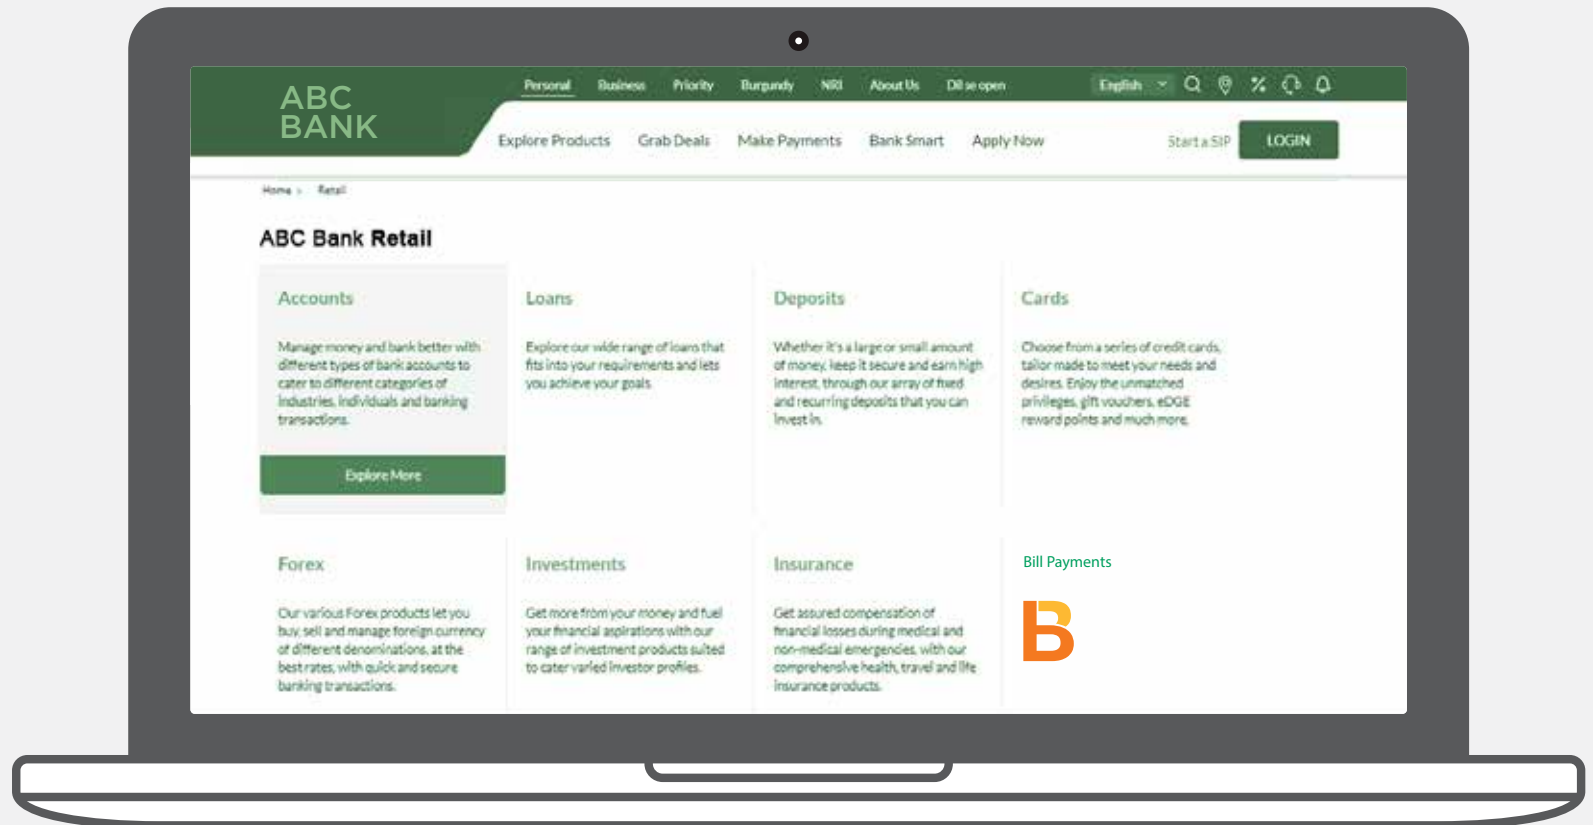 ABC
BANK
Personal Business Priority Burgundy NRI About Us Dil se open English
Explore Products Grab Deals Make Payments Bank Smart Apply Now Start a SIP LOGIN
Home > Retail
ABC Bank Retail
Accounts
Manage money and bank better with
different types of bank accounts to
cater to different categories of
industries, individuals and banking
transactions.
Explore More
Loans
Explore our wide range of loans that
fits into your requirements and lets
you achieve your goals.
Deposits
Whether it's a large or small amount
of money, keep it secure and earn high
interest, through our array of fixed
and recurring deposits that you can
invest in.
Cards
Choose from a series of credit cards,
tailor made to meet your needs and
desires. Enjoy the unmatched
privileges, gift vouchers, eDGE
reward points and much more.
Forex
Our various Forex products let you
buy, sell and manage foreign currency
of different denominations, at the
best rates, with quick and secure
banking transactions.
Investments
Get more from your money and fuel
your financial aspirations with our
range of investment products suited
to cater varied investor profiles.
Insurance
Get assured compensation of
financial losses during medical and
non-medical emergencies, with our
comprehensive health, travel and life
insurance products.
Bill Payments
B